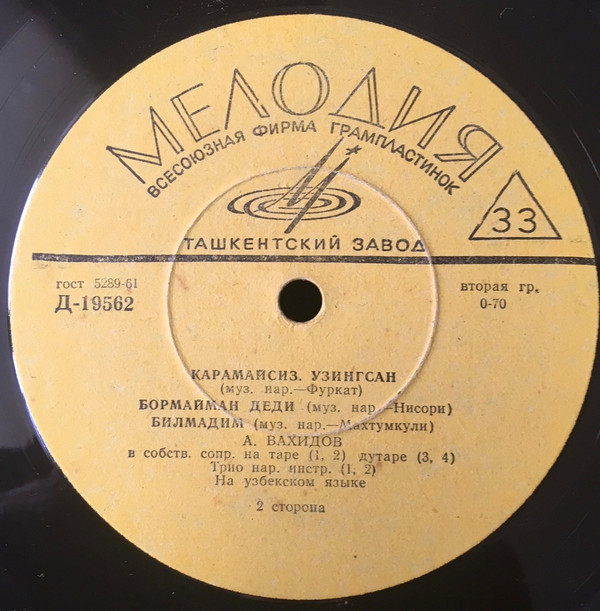 МЕЛОДИЯ
ВСЕСОЮЗНАЯ ФИРМА ГРАМПЛАСТИНОК
33
ТАШКЕНТСКИЙ ЗАВОД
гост 5289-61
Д-19562
вторая гр.
0-70
КАРАМАЙСИЗ. УЗИНГСАН
(муз. нар.—Фуркат)
БОРМАЙМАН ДЕДИ (муз. нар.—Нисори)
БИЛМАДИМ (муз. нар.—Махтумкули)
А. ВАХИДОВ
в собств. сопр. на таре (1, 2) дутаре (3, 4)
Трио нар. инстр. (1, 2)
На узбекском языке
2 сторона